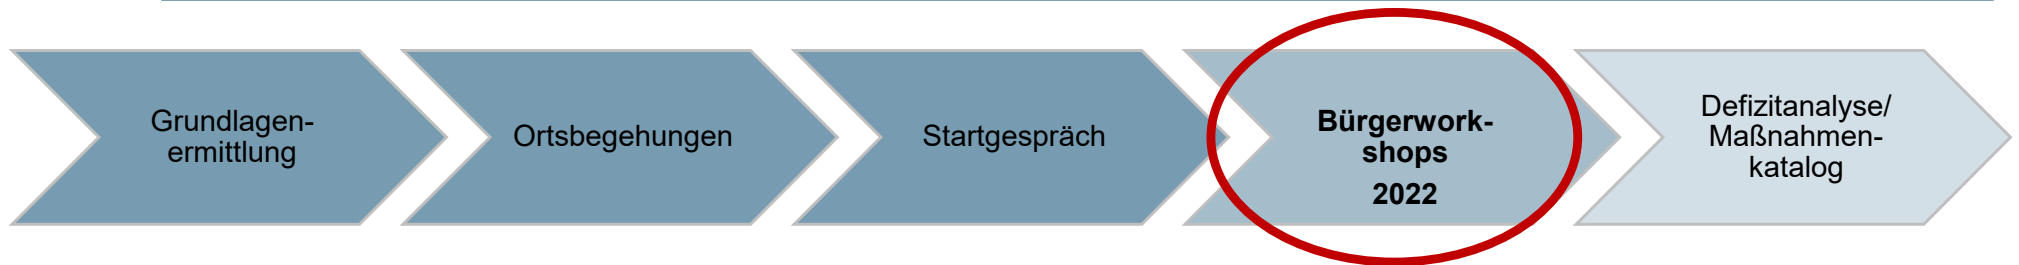 Grundlagen-
ermittlung
Ortsbegehungen
Startgespräch
Bürgerwork-
shops
2022
Defizitanalyse/
Maßnahmen-
katalog